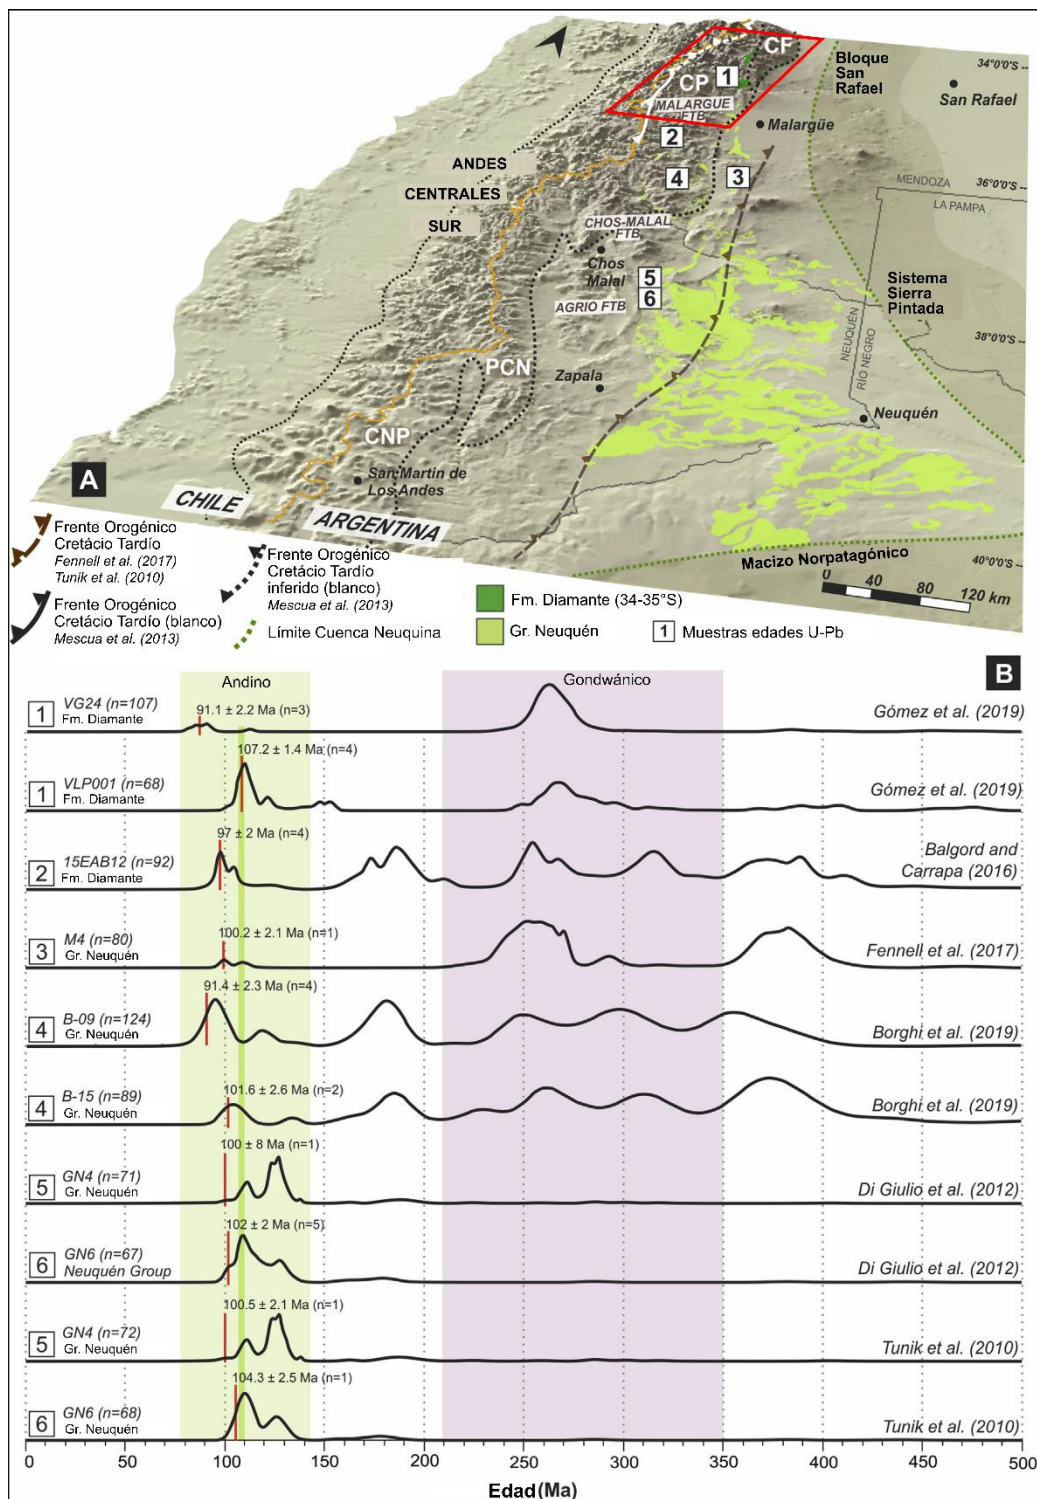 CF
CP
1
MALARGUE
FTB
2
Malargüe
4
3
Bloque
San
Rafael
San Rafael
34°0'0"S
36°0'0"S
MENDOZA
LA PAMPA
ANDES
CENTRALES
SUR
CHOS-MALAL
FTB
Chos
Malal
5
6
AGRIO FTB
Sistema
Sierra
Pintada
NEUQUÉN
RÍO NEGRO
38°0'0"S
PCN
Zapala
Neuquén
CNP
San Martin de
Los Andes
A
CHILE
ARGENTINA
Macizo Norpatagónico
40°0'0"S
0 40 80 120 km
Frente Orogénico
Cretácio Tardío
Fennell et al. (2017)
Tunik et al. (2010)
Frente Orogénico
Cretácio Tardío (blanco)
Mescua et al. (2013)
Frente Orogénico
Cretácio Tardío
inferido (blanco)
Mescua et al. (2013)
Límite Cuenca Neuquina
Fm. Diamante (34-35°S)
Gr. Neuquén
1 Muestras edades U-Pb
B
Andino
Gondwánico
1 VG24 (n=107)
Fm. Diamante
91.1 ± 2.2 Ma (n=3)
Gómez et al. (2019)
1 VLP001 (n=68)
Fm. Diamante
107.2 ± 1.4 Ma (n=4)
Gómez et al. (2019)
2 15EAB12 (n=92)
Fm. Diamante
97 ± 2 Ma (n=4)
Balgord and
Carrapa (2016)
3 M4 (n=80)
Gr. Neuquén
100.2 ± 2.1 Ma (n=1)
Fennell et al. (2017)
4 B-09 (n=124)
Gr. Neuquén
91.4 ± 2.3 Ma (n=4)
Borghi et al. (2019)
4 B-15 (n=89)
Gr. Neuquén
101.6 ± 2.6 Ma (n=2)
Borghi et al. (2019)
5 GN4 (n=71)
Gr. Neuquén
100 ± 8 Ma (n=1)
Di Giulio et al. (2012)
6 GN6 (n=67)
Neuquén Group
102 ± 2 Ma (n=5)
Di Giulio et al. (2012)
5 GN4 (n=72)
Gr. Neuquén
100.5 ± 2.1 Ma (n=1)
Tunik et al. (2010)
6 GN6 (n=68)
Gr. Neuquén
104.3 ± 2.5 Ma (n=1)
Tunik et al. (2010)
0 50 100 150 200 250 300 350 400 450 500
Edad (Ma)